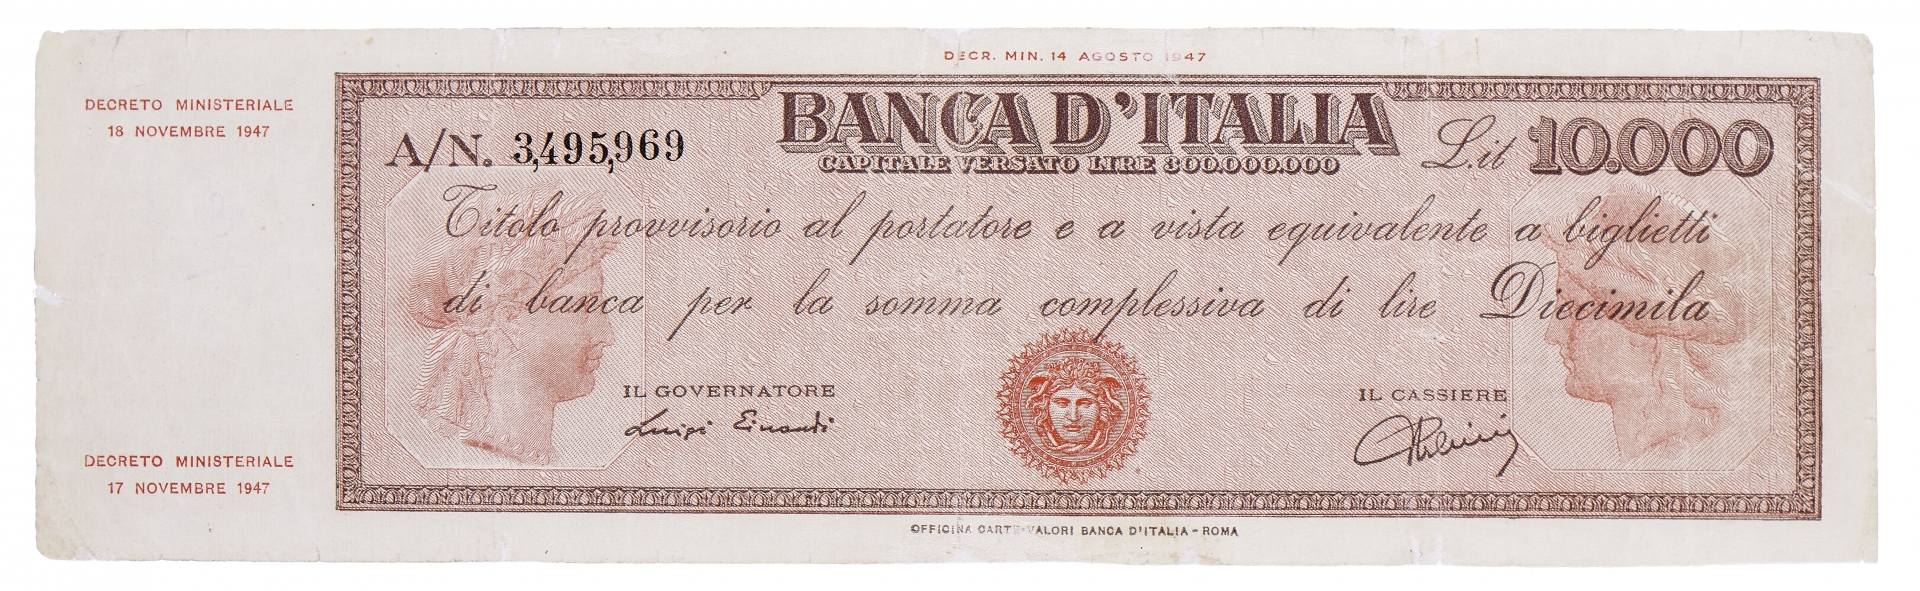 DECR. MIN. 14 AGOSTO 1947
DECRETO MINISTERIALE
18 NOVEMBRE 1947
BANCA D'ITALIA
CAPITALE VERSATO LIRE 300.000.000
A/N. 3,495,969
L.it 10.000
Titolo provvisorio al portatore e a vista equivalente a biglietti
di banca per la somma complessiva di lire Diecimila
IL GOVERNATORE
Luigi Einaudi
IL CASSIERE
DECRETO MINISTERIALE
17 NOVEMBRE 1947
OFFICINA CARTE-VALORI BANCA D'ITALIA - ROMA